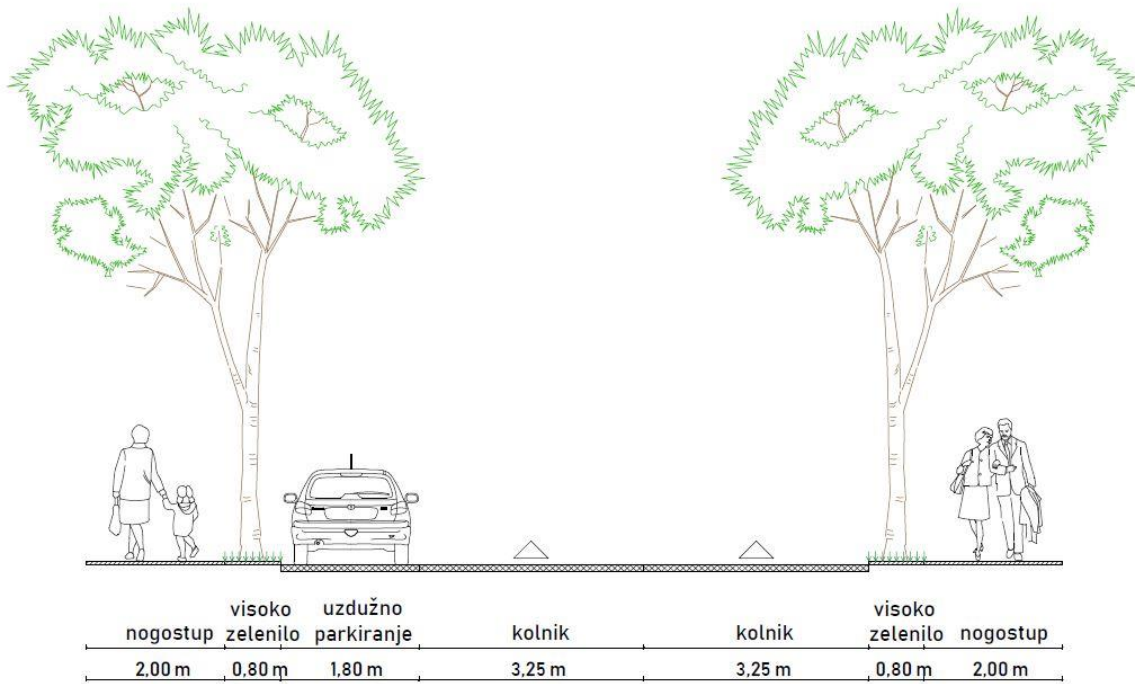 visoko uzdužno visoko
nogostup zelenilo parkiranje kolnik kolnik zelenilo nogostup
2,00 m 0,80 m 1,80 m 3,25 m 3,25 m 0,80 m 2,00 m